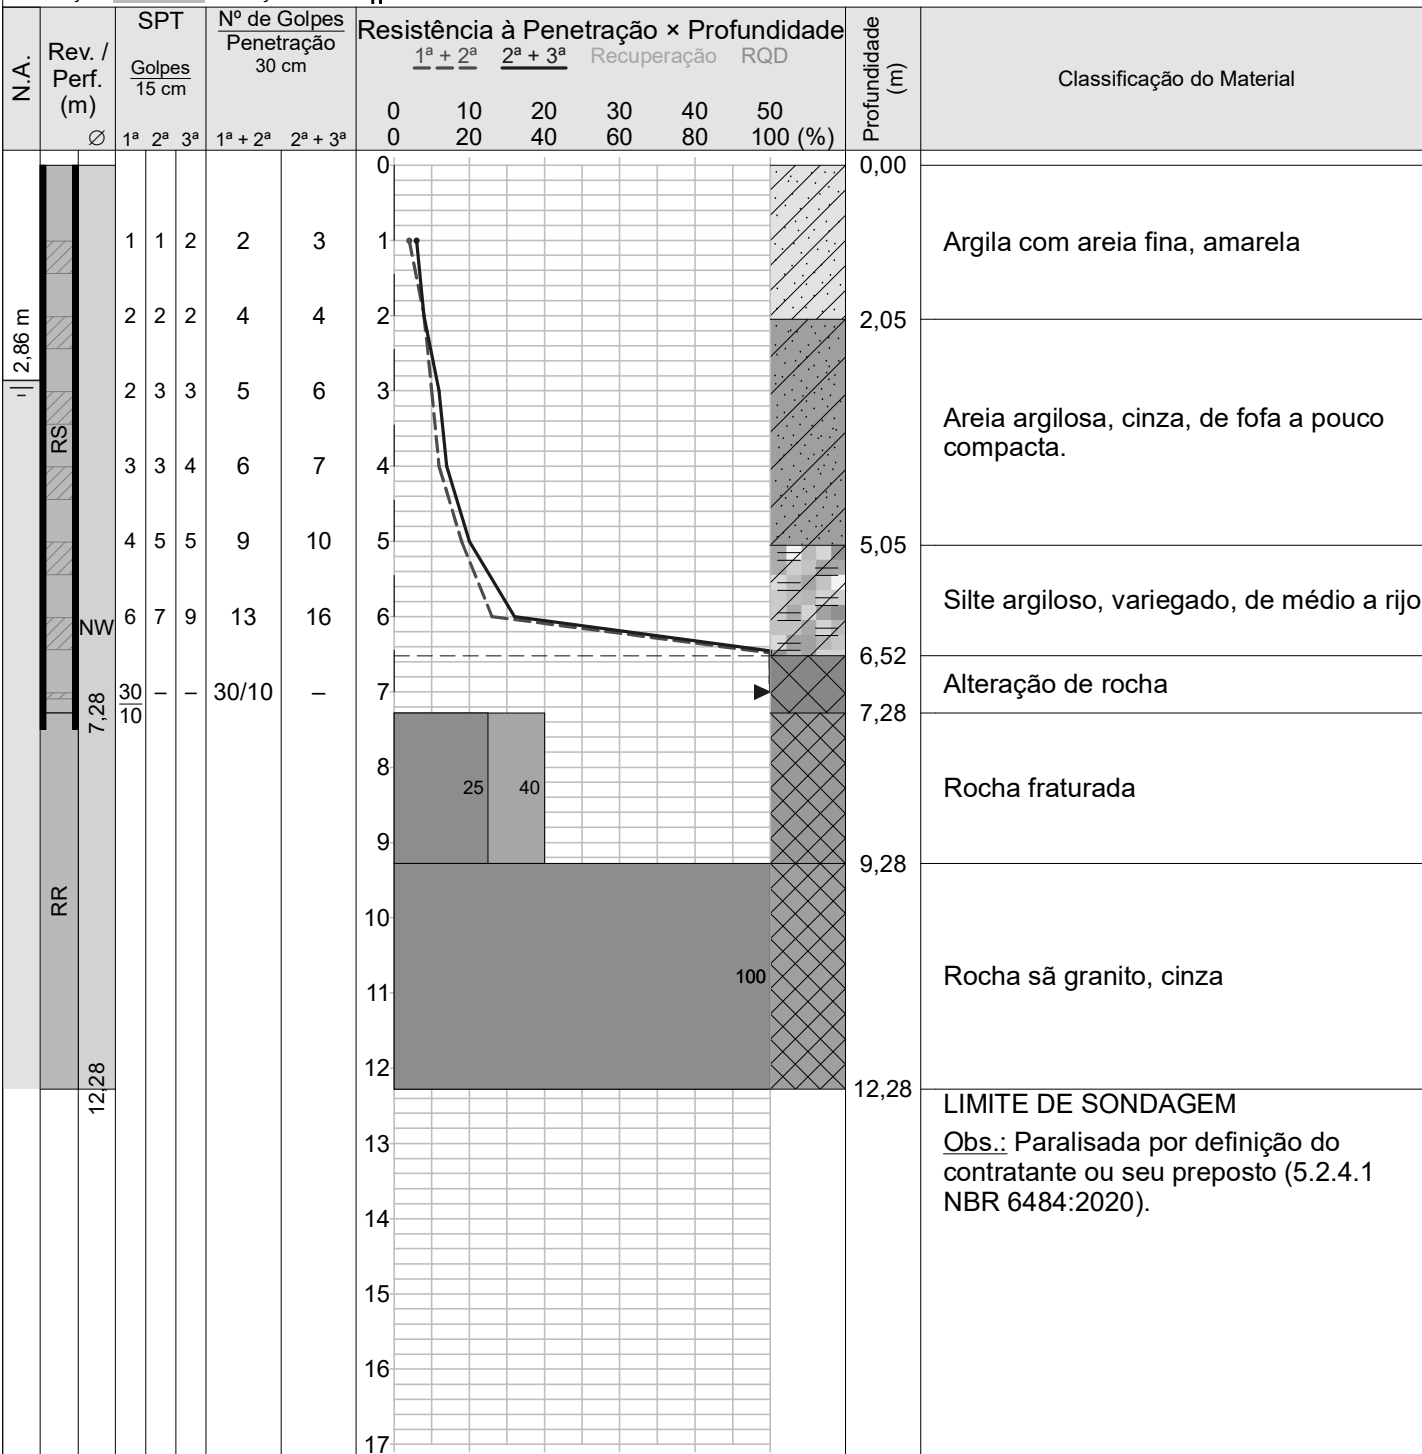 N.A.
Rev. /
Perf.
(m)
∅
SPT
Golpes
15 cm
1ª 2ª 3ª
Nº de Golpes
Penetração
30 cm
1ª + 2ª 2ª + 3ª
Resistência à Penetração × Profundidade
1ª + 2ª 2ª + 3ª Recuperação RQD
0 10 20 30 40 50
0 20 40 60 80 100 (%)
Profundidade
(m)
Classificação do Material
0 0,00
1 1 2 2 3 1
Argila com areia fina, amarela
2 2 2 4 4 2
2,05
2,86 m
2 3 3 5 6 3
Areia argilosa, cinza, de fofa a pouco
compacta.
RS
3 3 4 6 7 4
4 5 5 9 10 5
5,05
Silte argiloso, variegado, de médio a rijo
NW
6 7 9 13 16 6
6,52
Alteração de rocha
30
10
– – 30/10 – 7
7,28
7,28
8
25 40
Rocha fraturada
9
9,28
RR
10
100
Rocha sã granito, cinza
11
12
12,28
12,28
LIMITE DE SONDAGEM
13
Obs.: Paralisada por definição do
contratante ou seu preposto (5.2.4.1
NBR 6484:2020).
14
15
16
17